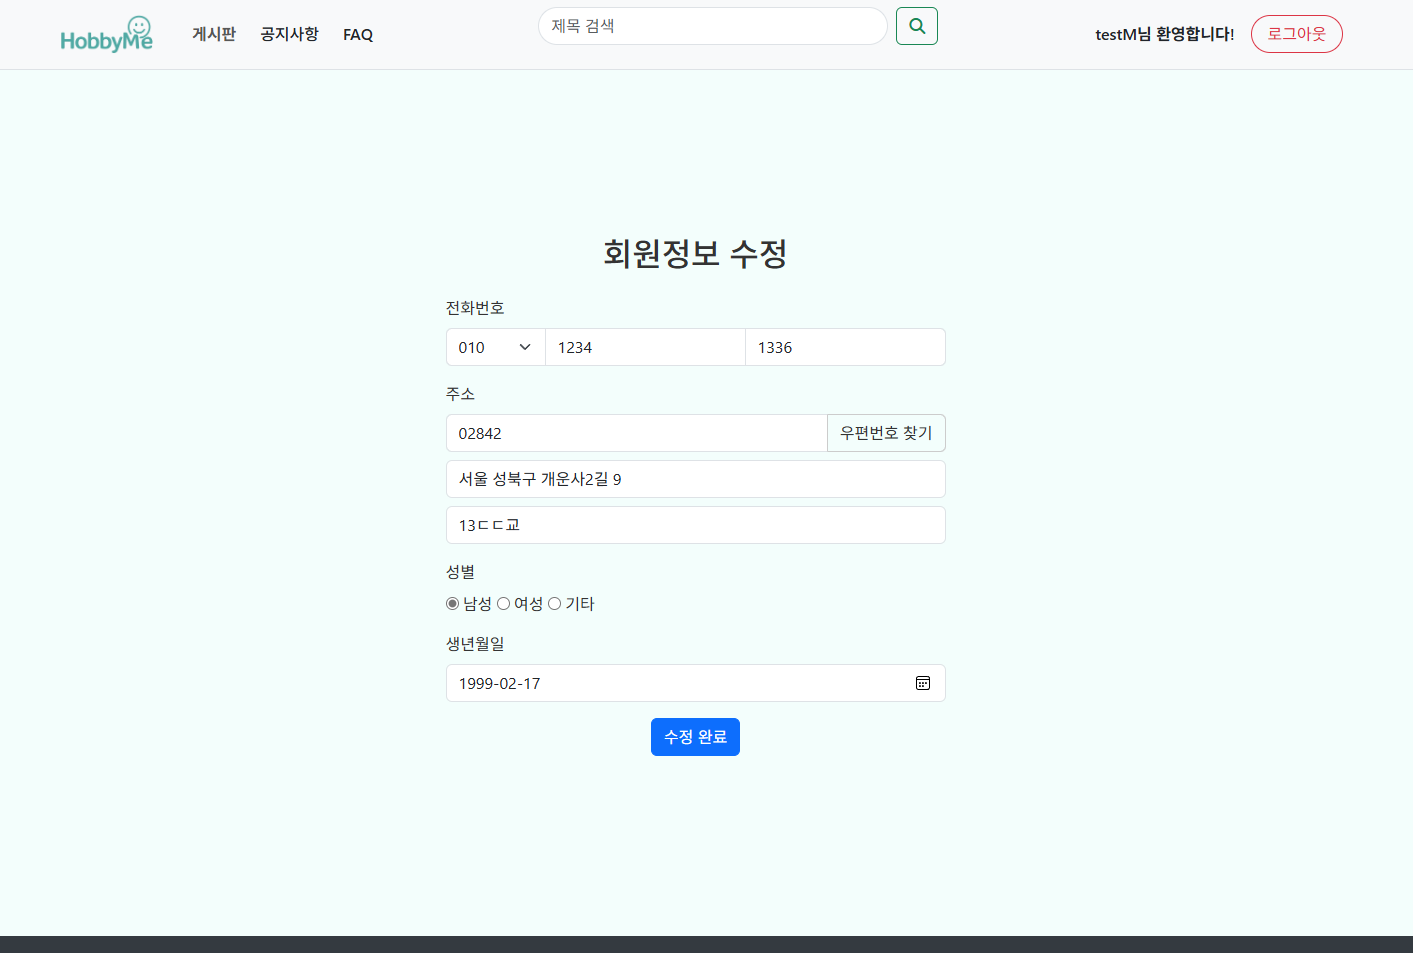 HobbyMe 게시판 공지사항 FAQ 제목 검색 testM님 환영합니다! 로그아웃
회원정보 수정
전화번호
010 1234 1336
주소
02842 우편번호 찾기
서울 성북구 개운사2길 9
13ㄷㄷ교
성별
남성 여성 기타
생년월일
1999-02-17
수정 완료